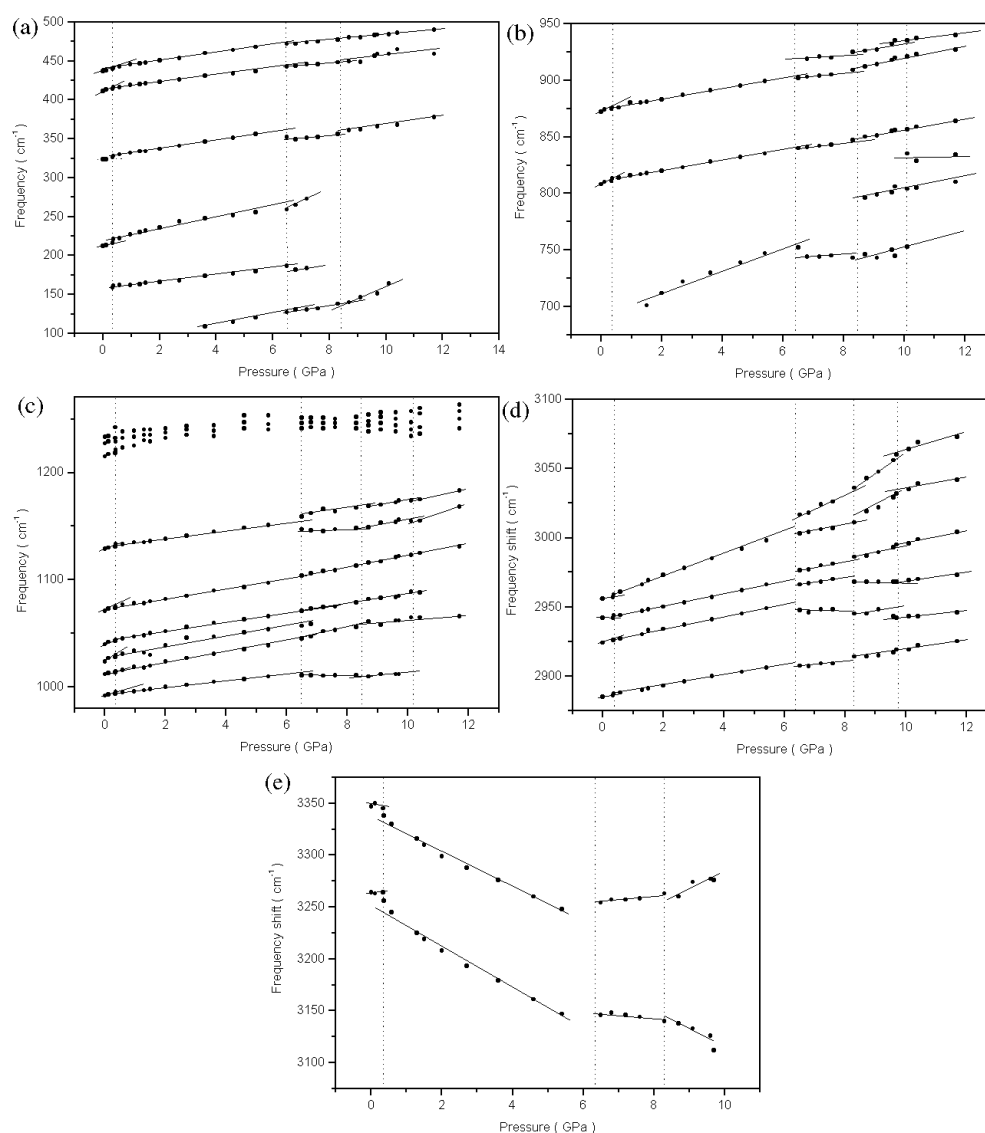 (a)
500
450
400
350
300
250
200
150
100
Frequency ( cm⁻¹ )
0 2 4 6 8 10 12 14
Pressure ( GPa )
(b)
950
900
850
800
750
700
Frequency ( cm⁻¹ )
0 2 4 6 8 10 12
Pressure ( GPa )
(c)
1200
1100
1000
Frequency ( cm⁻¹ )
0 2 4 6 8 10 12
Pressure ( GPa)
(d)
3100
3050
3000
2950
2900
Frequency shift ( cm⁻¹ )
0 2 4 6 8 10 12
Pressure ( GPa )
(e)
3350
3300
3250
3200
3150
3100
Frequency shift ( cm⁻¹ )
0 2 4 6 8 10
Pressure ( GPa )